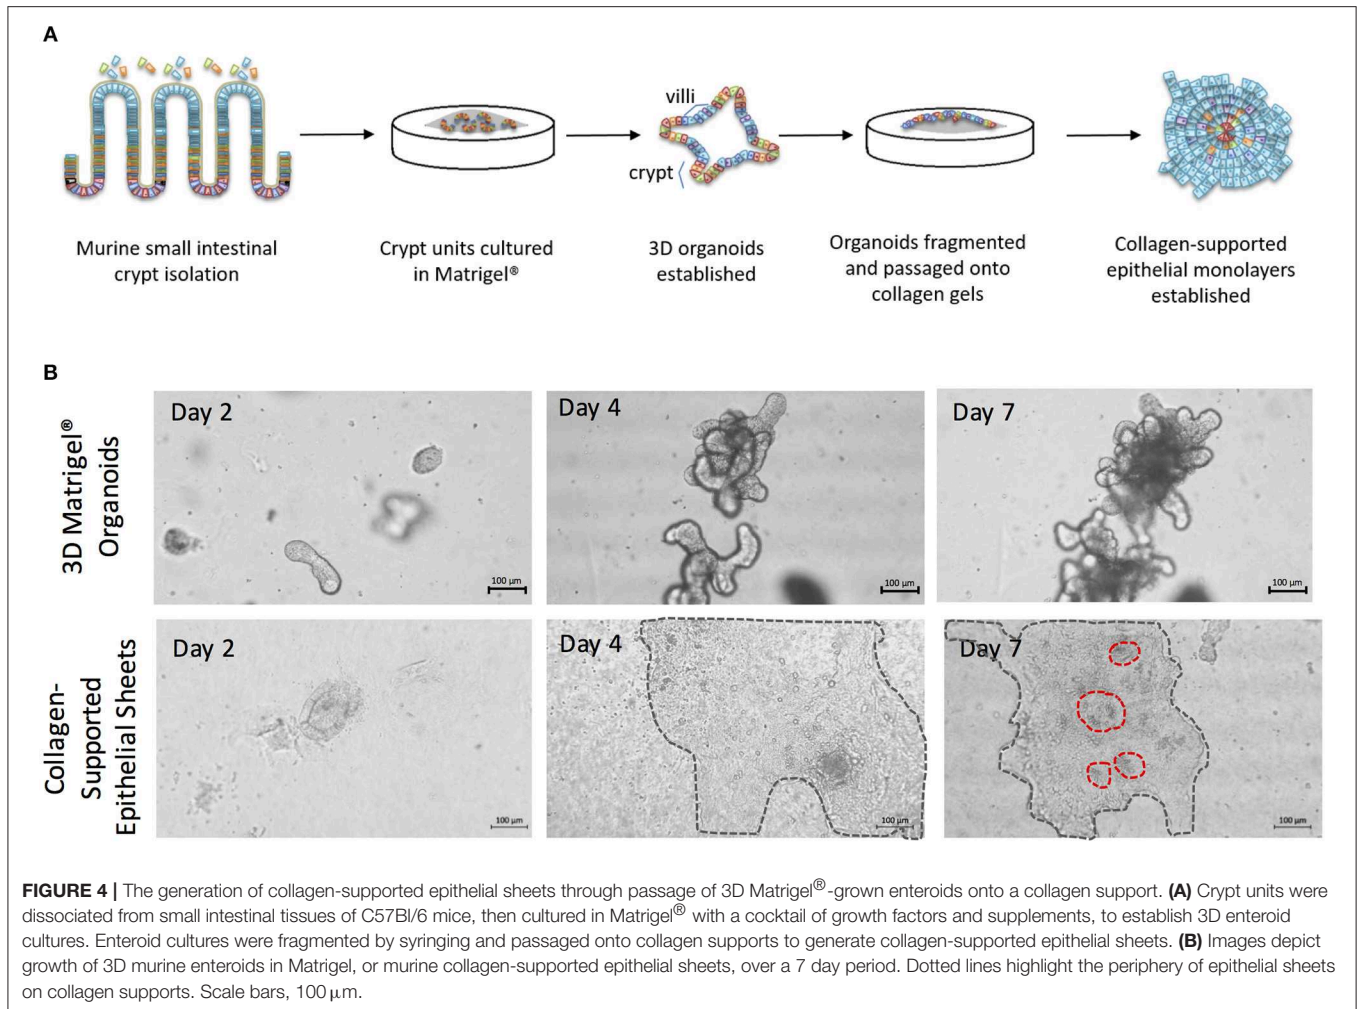 A
villi
crypt
Murine small intestinal
crypt isolation
Crypt units cultured
in Matrigel®
3D organoids
established
Organoids fragmented
and passaged onto
collagen gels
Collagen-supported
epithelial monolayers
established
B
3D Matrigel®
Organoids
Day 2
100 µm
Day 4
100 µm
Day 7
100 µm
Collagen-
Supported
Epithelial Sheets
Day 2
100 µm
Day 4
100 µm
Day 7
100 µm
FIGURE 4 | The generation of collagen-supported epithelial sheets through passage of 3D Matrigel®-grown enteroids onto a collagen support. (A) Crypt units were
dissociated from small intestinal tissues of C57Bl/6 mice, then cultured in Matrigel® with a cocktail of growth factors and supplements, to establish 3D enteroid
cultures. Enteroid cultures were fragmented by syringing and passaged onto collagen supports to generate collagen-supported epithelial sheets. (B) Images depict
growth of 3D murine enteroids in Matrigel, or murine collagen-supported epithelial sheets, over a 7 day period. Dotted lines highlight the periphery of epithelial sheets
on collagen supports. Scale bars, 100 µm.